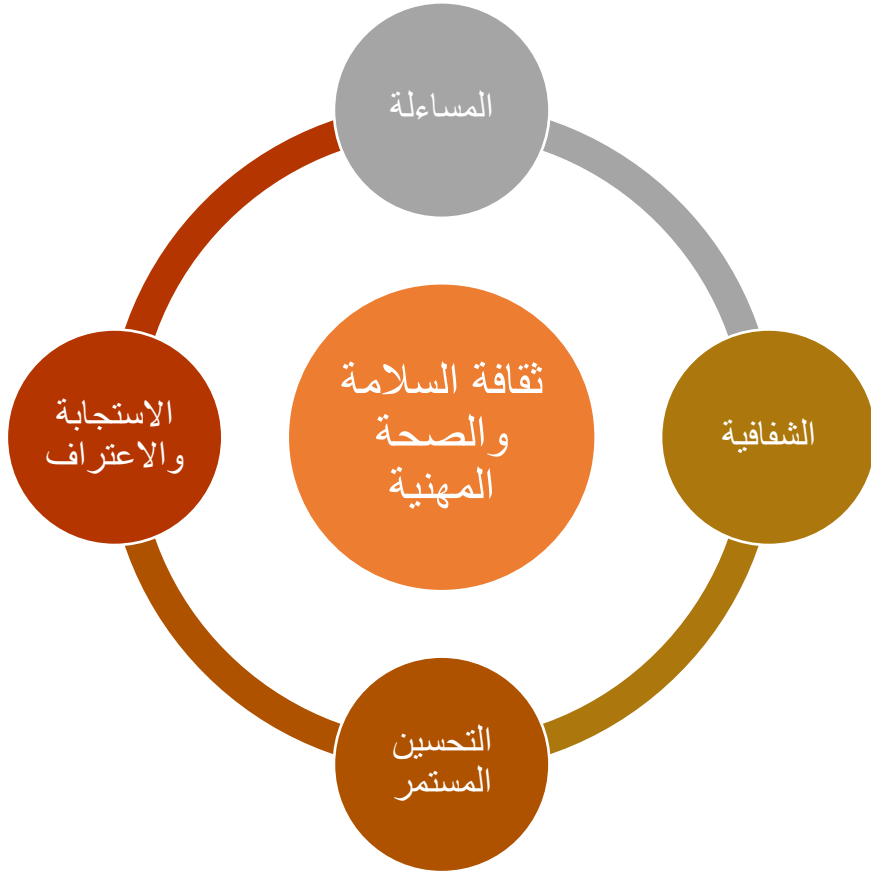 المساءلة
ثقافة السلامة
والصحة
المهنية
الشفافية
الاستجابة
والاعتراف
التحسين
المستمر